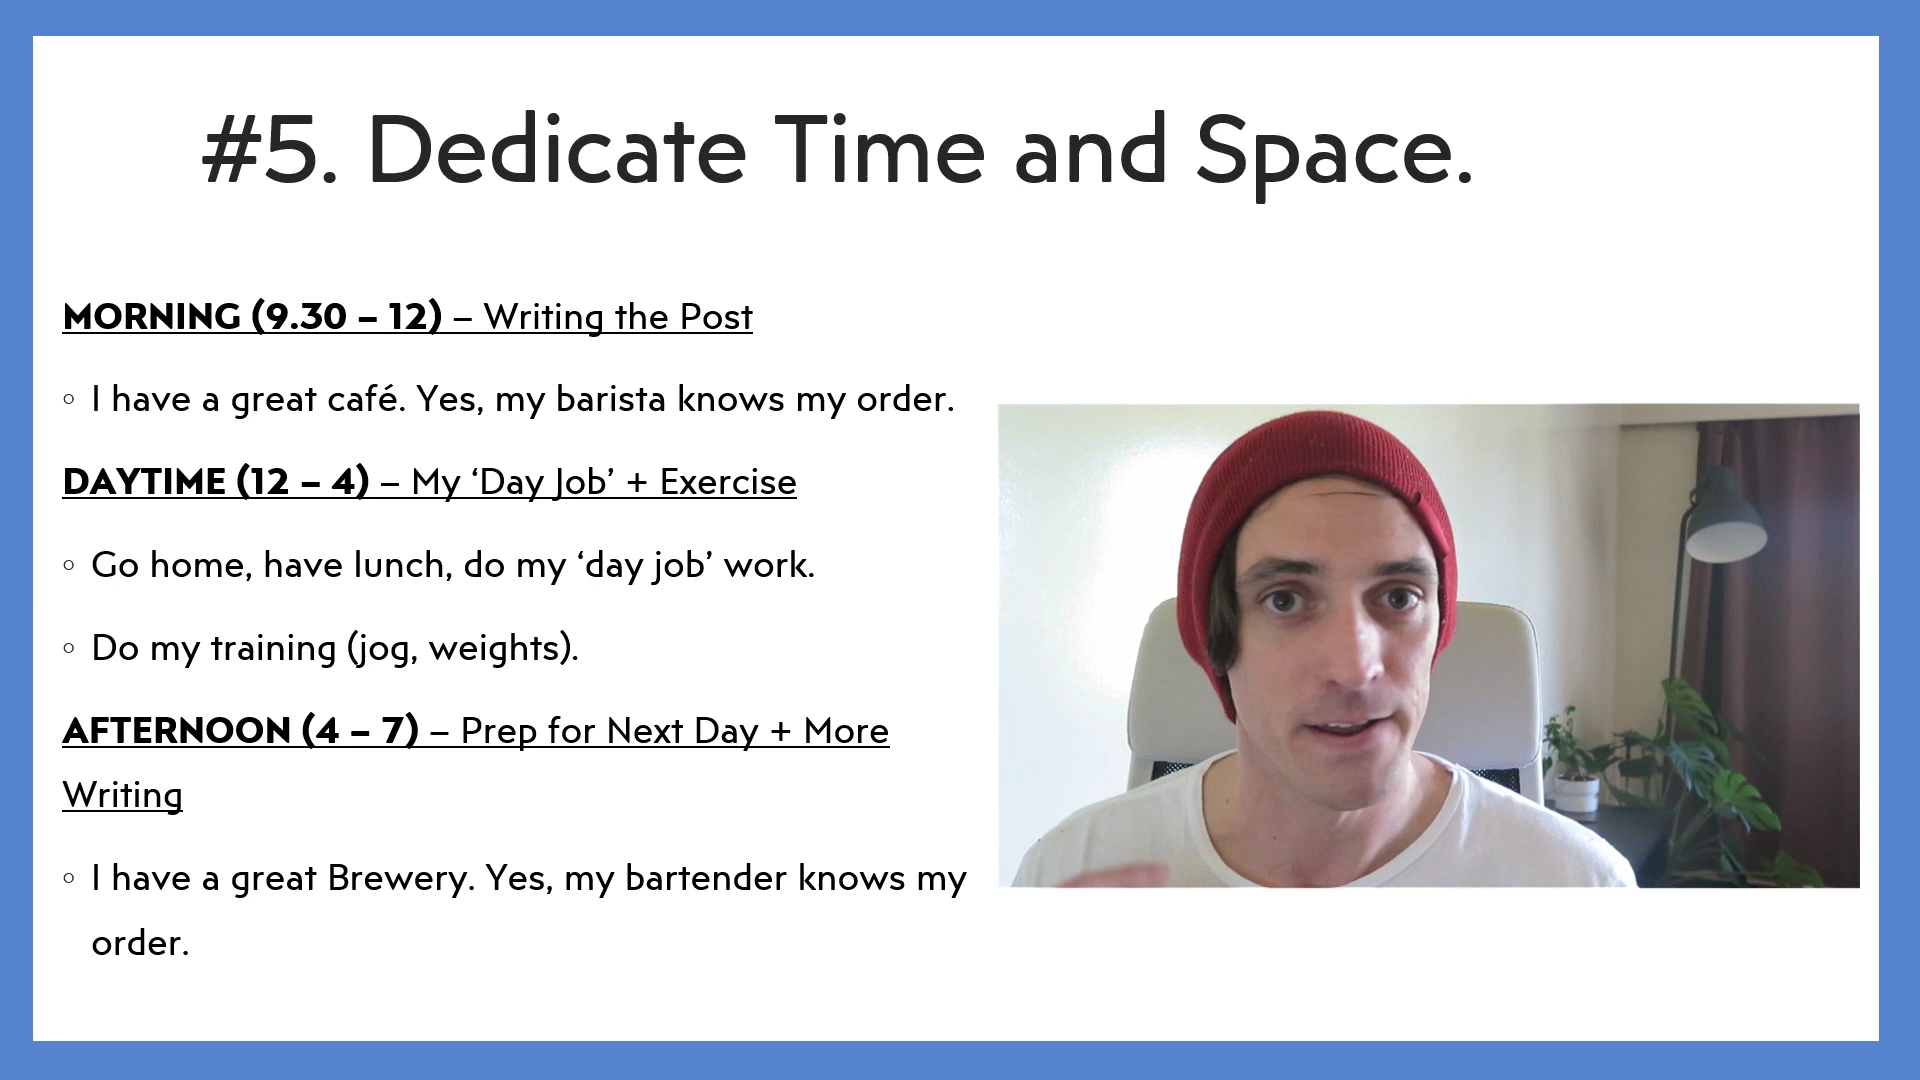 #5. Dedicate Time and Space.
MORNING (9.30 – 12) – Writing the Post
◦ I have a great café. Yes, my barista knows my order.
DAYTIME (12 – 4) – My ‘Day Job’ + Exercise
◦ Go home, have lunch, do my ‘day job’ work.
◦ Do my training (jog, weights).
AFTERNOON (4 – 7) – Prep for Next Day + More
Writing
◦ I have a great Brewery. Yes, my bartender knows my
order.